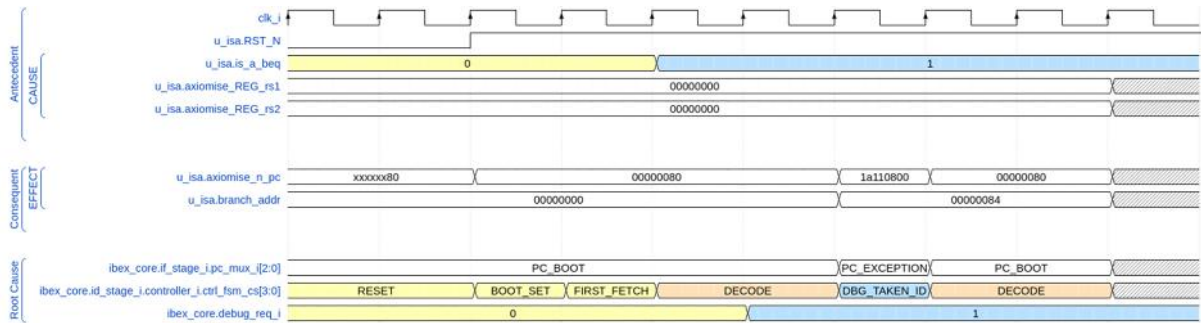 clk_i
u_isa.RST_N
u_isa.is_a_beq 0 1
u_isa.axiomise_REG_rs1 00000000
u_isa.axiomise_REG_rs2 00000000
Antecedent
CAUSE
u_isa.axiomise_n_pc xxxxxx80 00000080 1a110800 00000080
u_isa.branch_addr 00000000 00000084
Consequent
EFFECT
ibex_core.if_stage_i.pc_mux_i[2:0] PC_BOOT PC_EXCEPTION PC_BOOT
ibex_core.id_stage_i.controller_i.ctrl_fsm_cs[3:0] RESET BOOT_SET FIRST_FETCH DECODE DBG_TAKEN_ID DECODE
ibex_core.debug_req_i 0 1
Root Cause